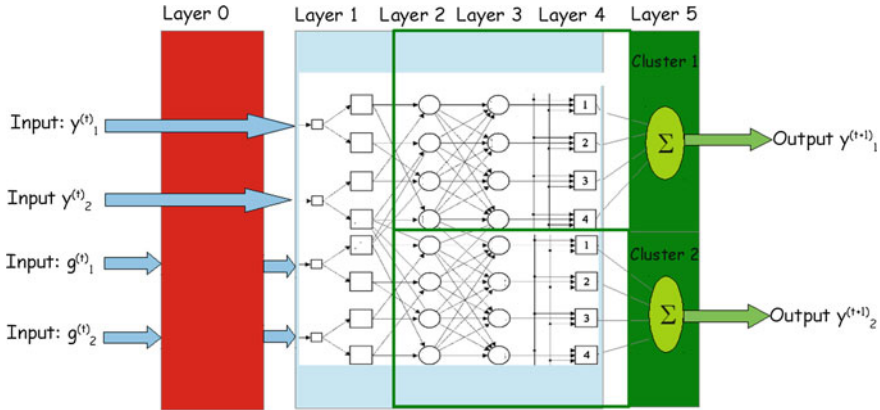 Layer 0 Layer 1 Layer 2 Layer 3 Layer 4 Layer 5
Cluster 1
Input: y(t)1
1
2
3
4
Σ
Output y(t+1)1
Input y(t)2
Input: g(t)1
Cluster 2
1
2
3
4
Σ
Output y(t+1)2
Input: g(t)2